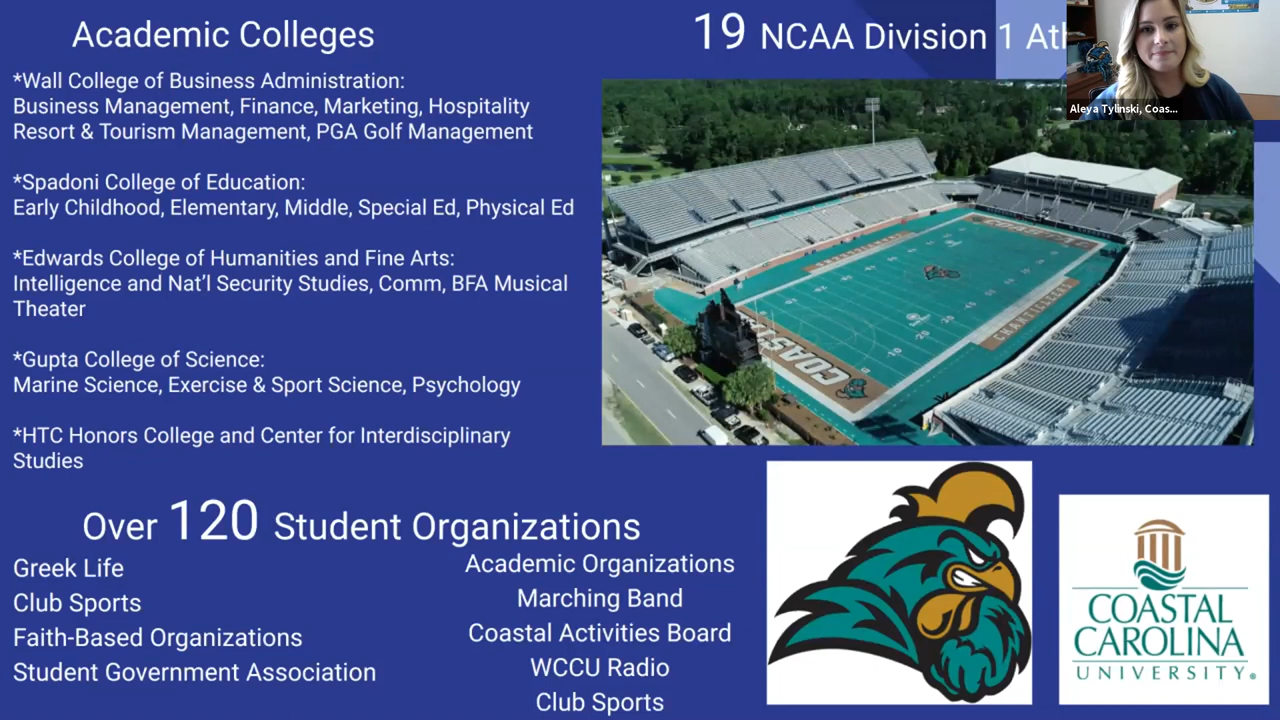 Academic Colleges
*Wall College of Business Administration:
Business Management, Finance, Marketing, Hospitality
Resort & Tourism Management, PGA Golf Management
*Spadoni College of Education:
Early Childhood, Elementary, Middle, Special Ed, Physical Ed
*Edwards College of Humanities and Fine Arts:
Intelligence and Nat’l Security Studies, Comm, BFA Musical
Theater
*Gupta College of Science:
Marine Science, Exercise & Sport Science, Psychology
*HTC Honors College and Center for Interdisciplinary
Studies
Over 120 Student Organizations
Greek Life
Club Sports
Faith-Based Organizations
Student Government Association
Academic Organizations
Marching Band
Coastal Activities Board
WCCU Radio
Club Sports
19 NCAA Division 1
Aleya Tylinski, Coas...
COAS
CHANTICLEERS
COASTAL
CAROLINA
UNIVERSITY®